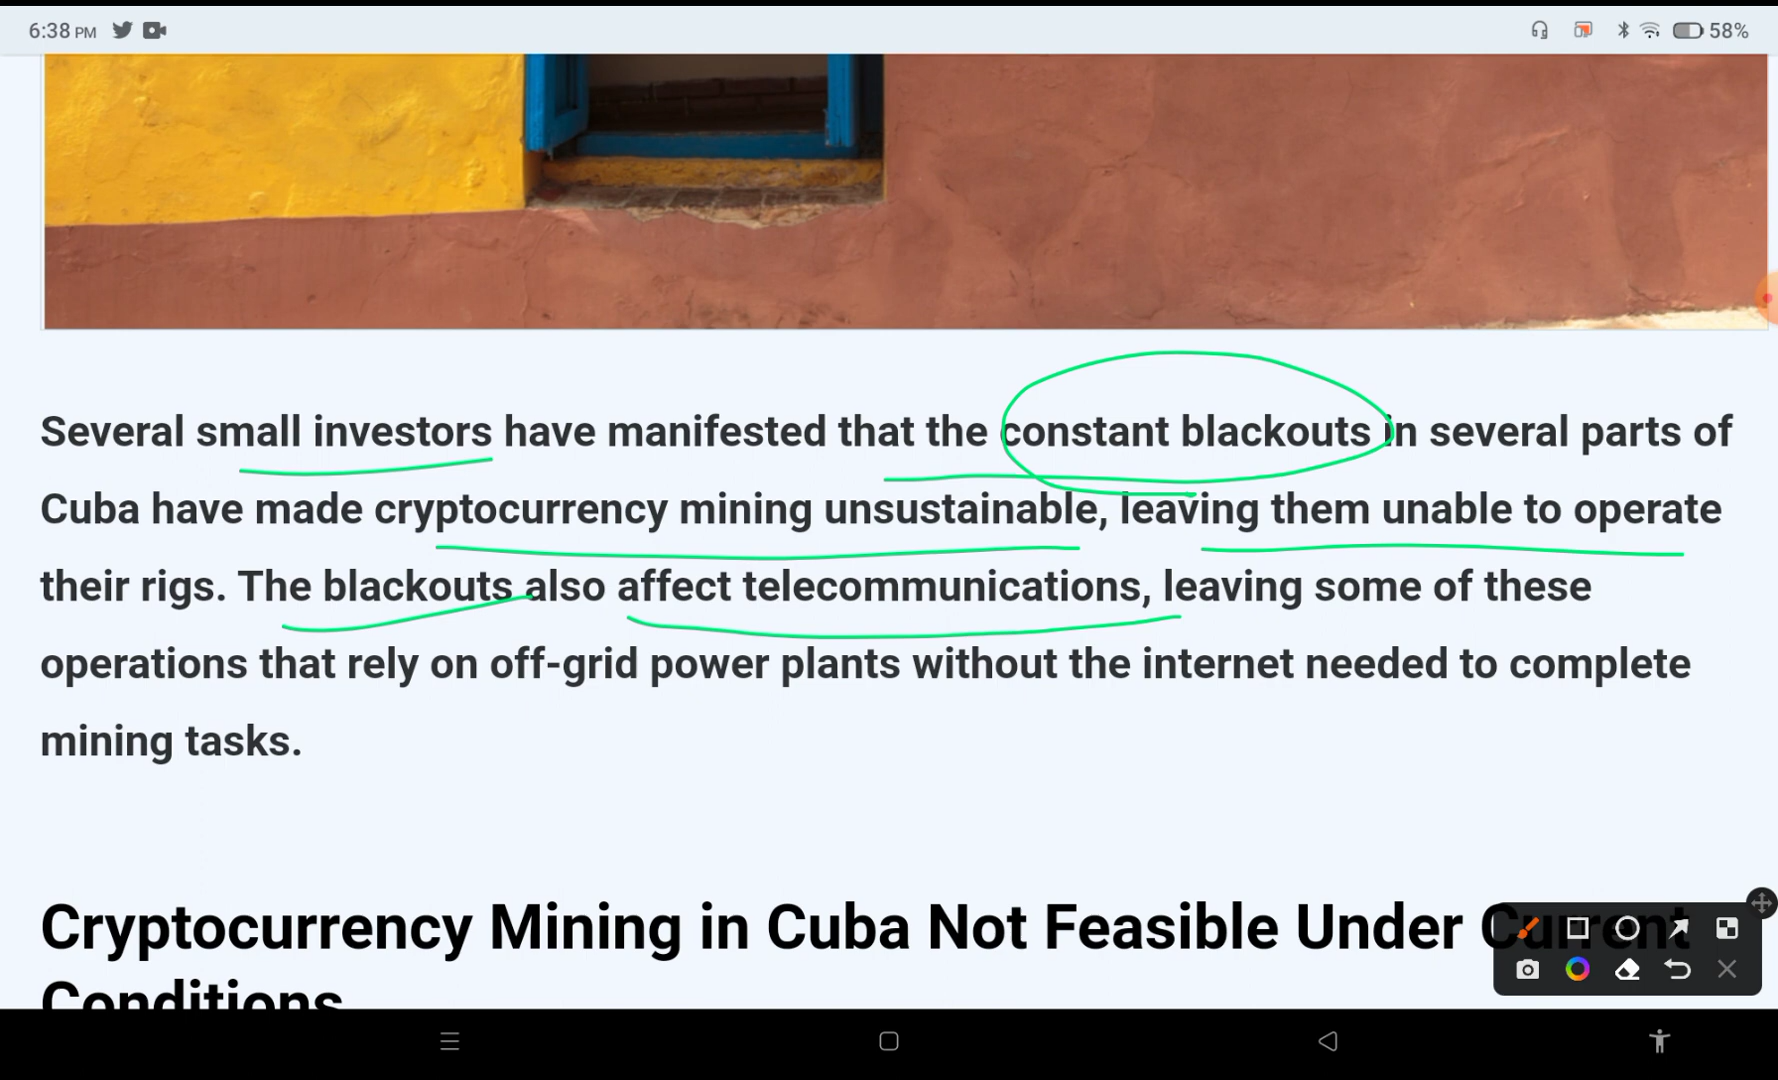 6:38 PM
58%
Several small investors have manifested that the constant blackouts in several parts of
Cuba have made cryptocurrency mining unsustainable, leaving them unable to operate
their rigs. The blackouts also affect telecommunications, leaving some of these
operations that rely on off-grid power plants without the internet needed to complete
mining tasks.
Cryptocurrency Mining in Cuba Not Feasible Under Current
Conditions